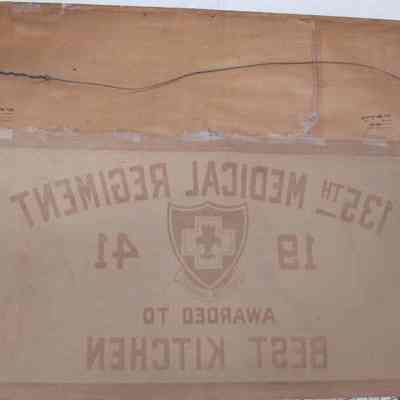 135TH MEDICAL REGIMENT
19 41
AWARDED TO
BEST KITCHEN